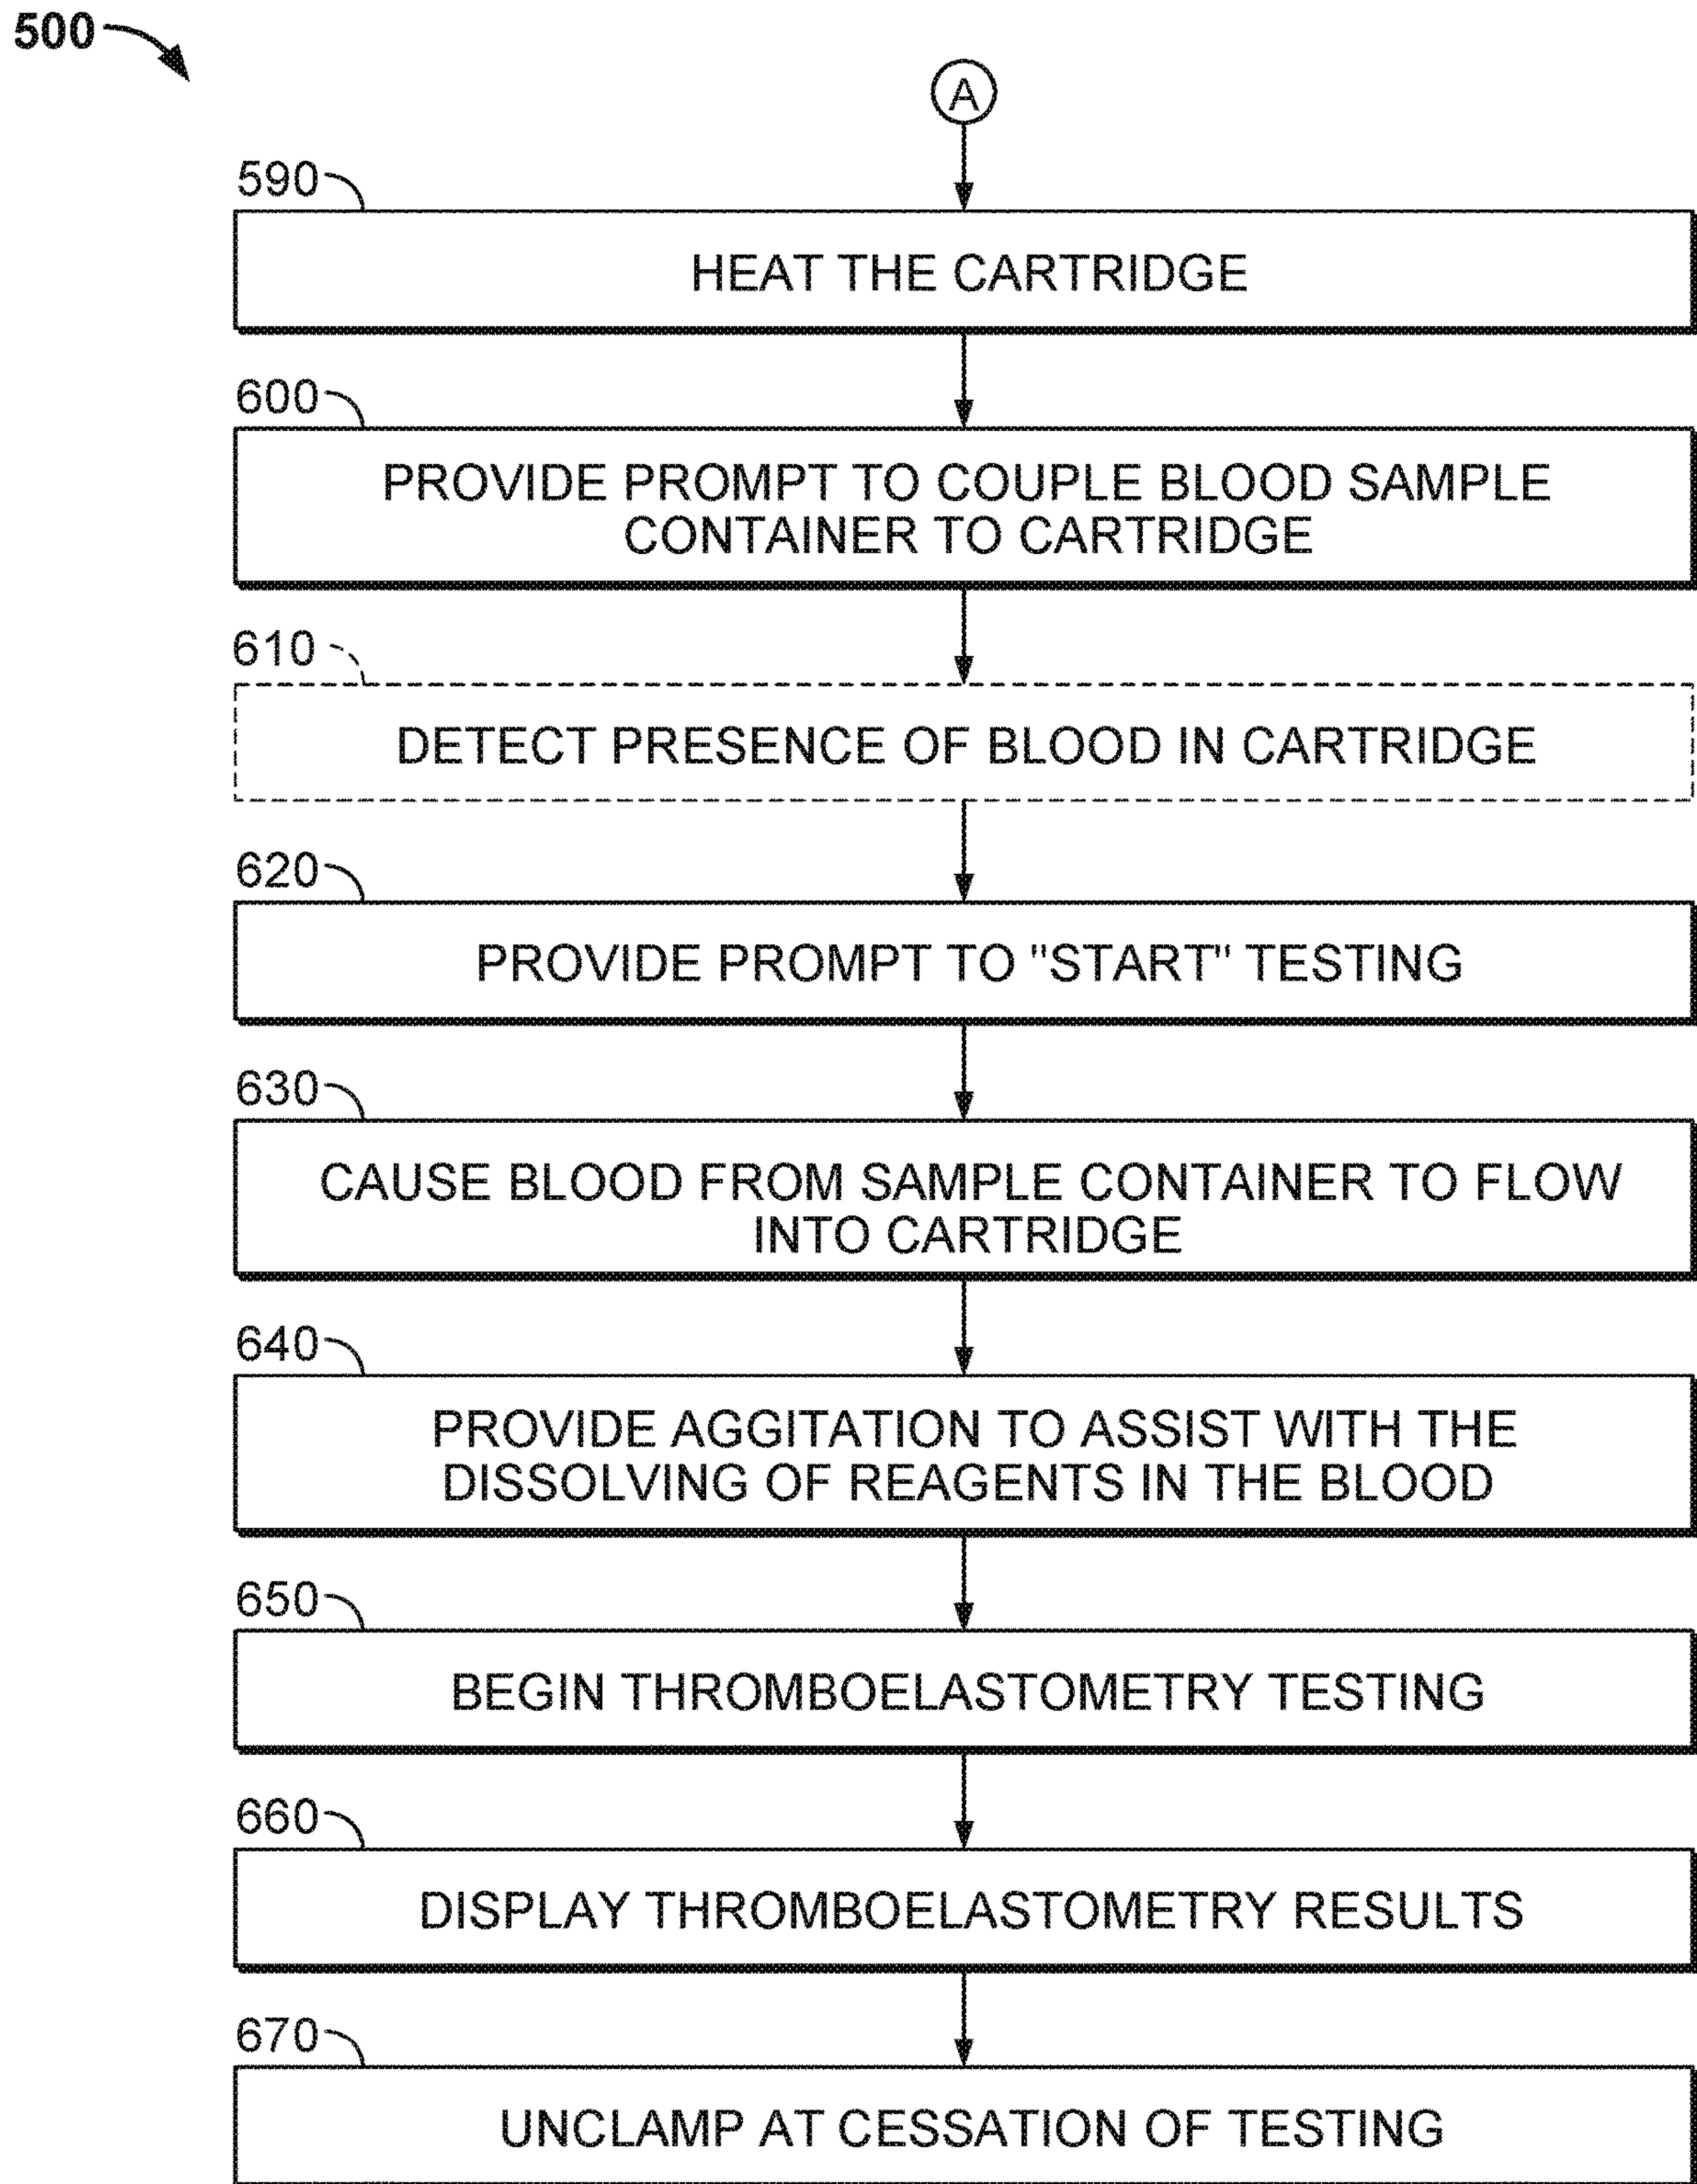 500
A
590
HEAT THE CARTRIDGE
600
PROVIDE PROMPT TO COUPLE BLOOD SAMPLE
CONTAINER TO CARTRIDGE
610
DETECT PRESENCE OF BLOOD IN CARTRIDGE
620
PROVIDE PROMPT TO "START" TESTING
630
CAUSE BLOOD FROM SAMPLE CONTAINER TO FLOW
INTO CARTRIDGE
640
PROVIDE AGGITATION TO ASSIST WITH THE
DISSOLVING OF REAGENTS IN THE BLOOD
650
BEGIN THROMBOELASTOMETRY TESTING
660
DISPLAY THROMBOELASTOMETRY RESULTS
670
UNCLAMP AT CESSATION OF TESTING